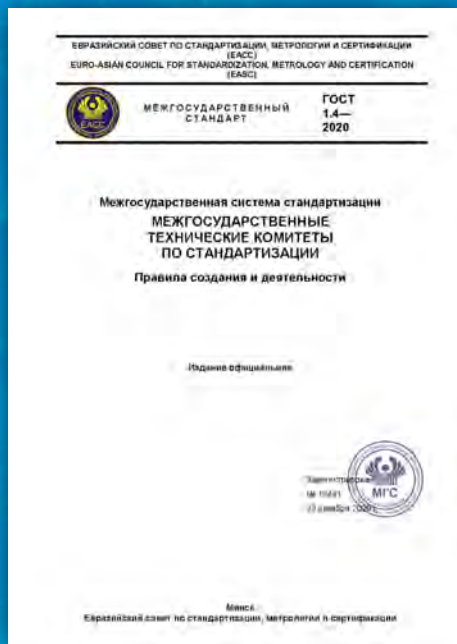 ЕВРАЗИЙСКИЙ СОВЕТ ПО СТАНДАРТИЗАЦИИ, МЕТРОЛОГИИ И СЕРТИФИКАЦИИ
(ЕАСС)
EURO-ASIAN COUNCIL FOR STANDARDIZATION, METROLOGY AND CERTIFICATION
(EASC)
ЕАСС
МЕЖГОСУДАРСТВЕННЫЙ
СТАНДАРТ
ГОСТ
1.4—
2020
Межгосударственная система стандартизации
МЕЖГОСУДАРСТВЕННЫЕ
ТЕХНИЧЕСКИЕ КОМИТЕТЫ
ПО СТАНДАРТИЗАЦИИ
Правила создания и деятельности
Издание официальное
№
МГС
Минск
Евразийский совет по стандартизации, метрологии и сертификации